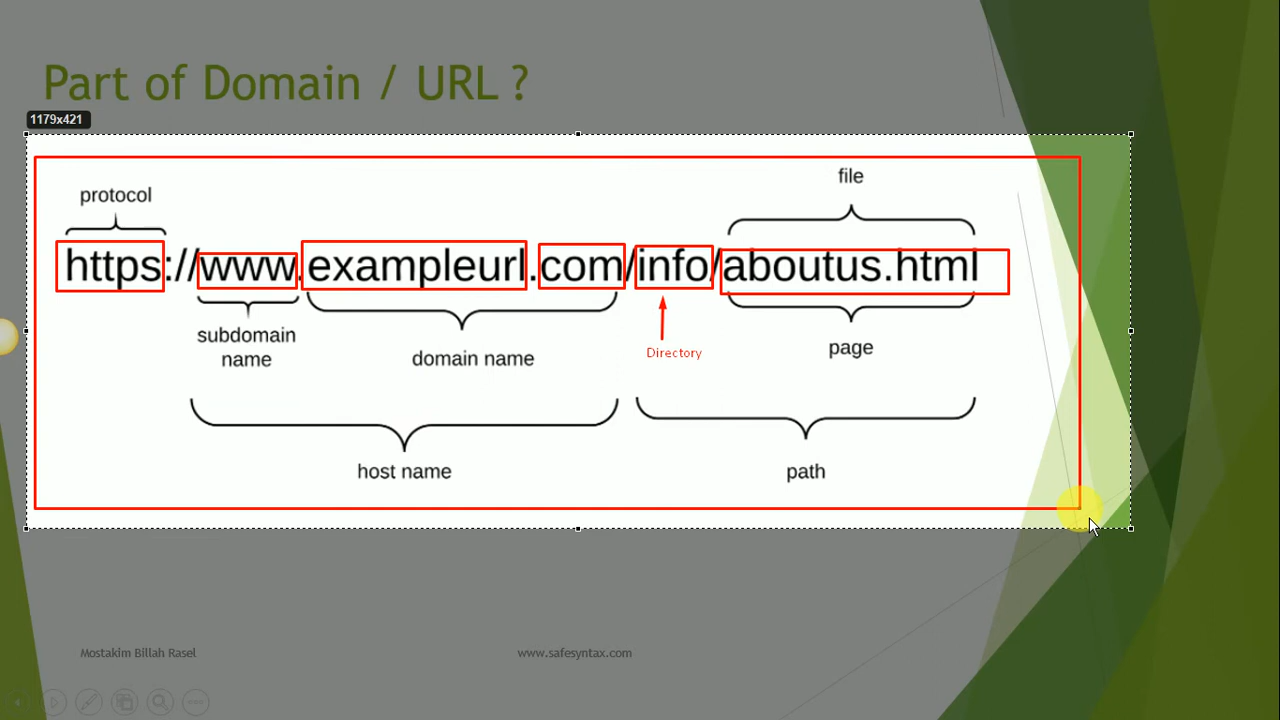 Part of Domain / URL ?
1179x421
file
protocol
https://www.exampleurl.com/info/aboutus.html
subdomain
name
domain name
Directory
page
host name
path
Mostakim Billah Rasel
www.safesyntax.com